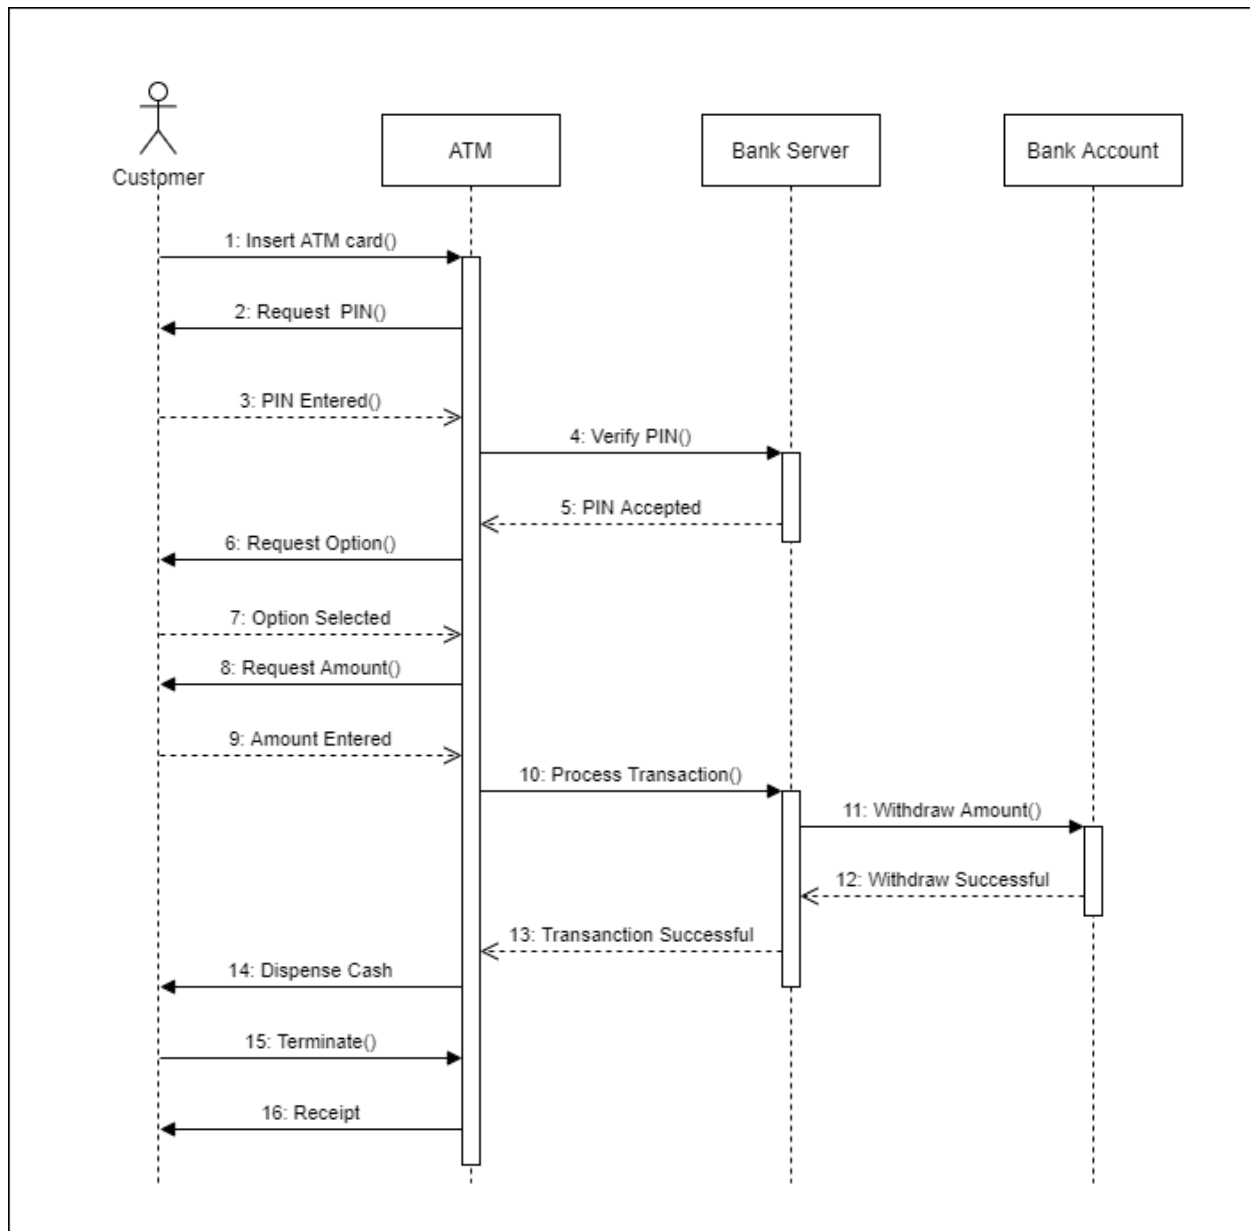 Customer
ATM
Bank Server
Bank Account
1: Insert ATM card()
2: Request  PIN()
3: PIN Entered()
4: Verify PIN()
5: PIN Accepted
6: Request Option()
7: Option Selected
8: Request Amount()
9: Amount Entered
10: Process Transaction()
11: Withdraw Amount()
12: Withdraw Successful
13: Transanction Successful
14: Dispense Cash
15: Terminate()
16: Receipt